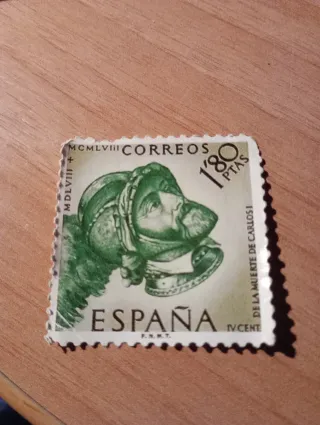 MDLVIII + MCMLVIII
CORREOS
1'80
PTAS
DE LA MUERTE DE CARLOS I
IV CENT.
ESPAÑA
F.N.M.T.